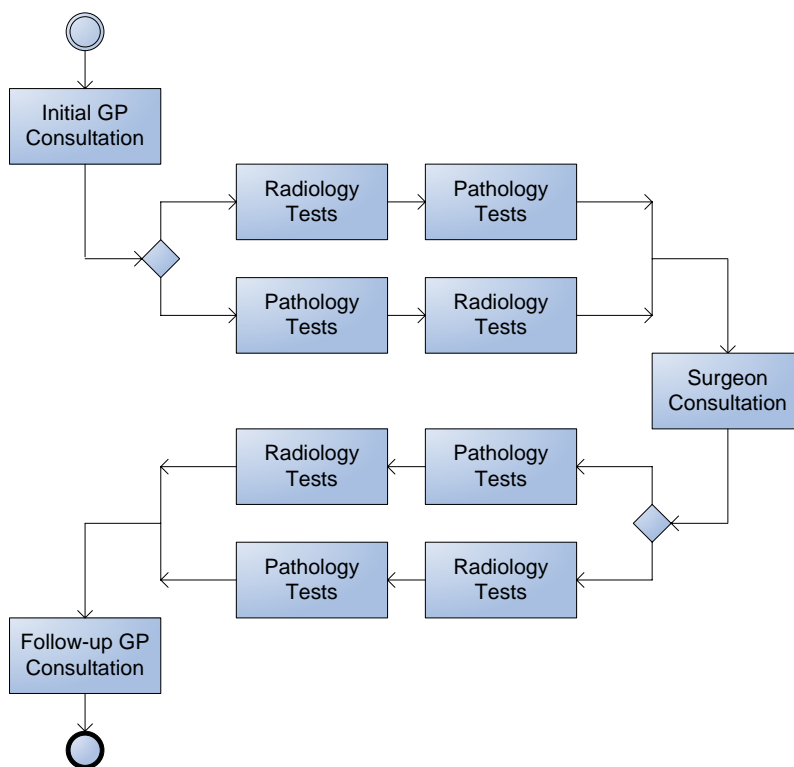 Initial GP
Consultation
Radiology
Tests
Pathology
Tests
Pathology
Tests
Radiology
Tests
Surgeon
Consultation
Pathology
Tests
Radiology
Tests
Radiology
Tests
Pathology
Tests
Follow-up GP
Consultation